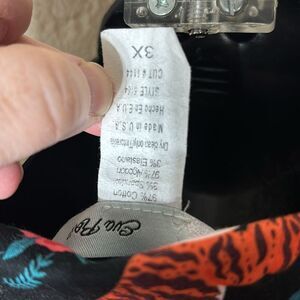 3X
97% Cotton
3% Spandex
97% Algodon
3% Elastano
Dry clean only/Tintoreria
Made in U.S.A.
Hecho En E.U.A
STYLE
CUT #
Eva